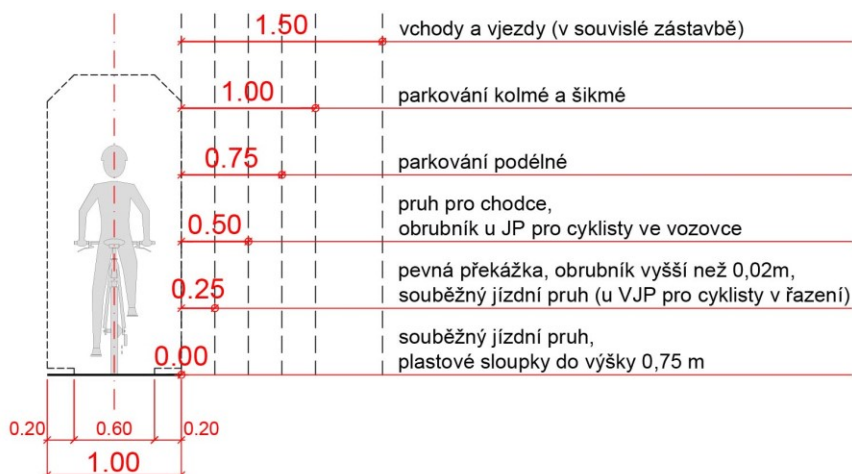 1.50 vchody a vjezdy (v souvislé zástavbě)
1.00 parkování kolmé a šikmé
0.75 parkování podélné
pruh pro chodce,
0.50 obrubník u JP pro cyklisty ve vozovce
pevná překážka, obrubník vyšší než 0,02m,
0.25 souběžný jízdní pruh (u VJP pro cyklisty v řazení)
souběžný jízdní pruh,
0.00 plastové sloupky do výšky 0,75 m
0.20 0.60 0.20
1.00